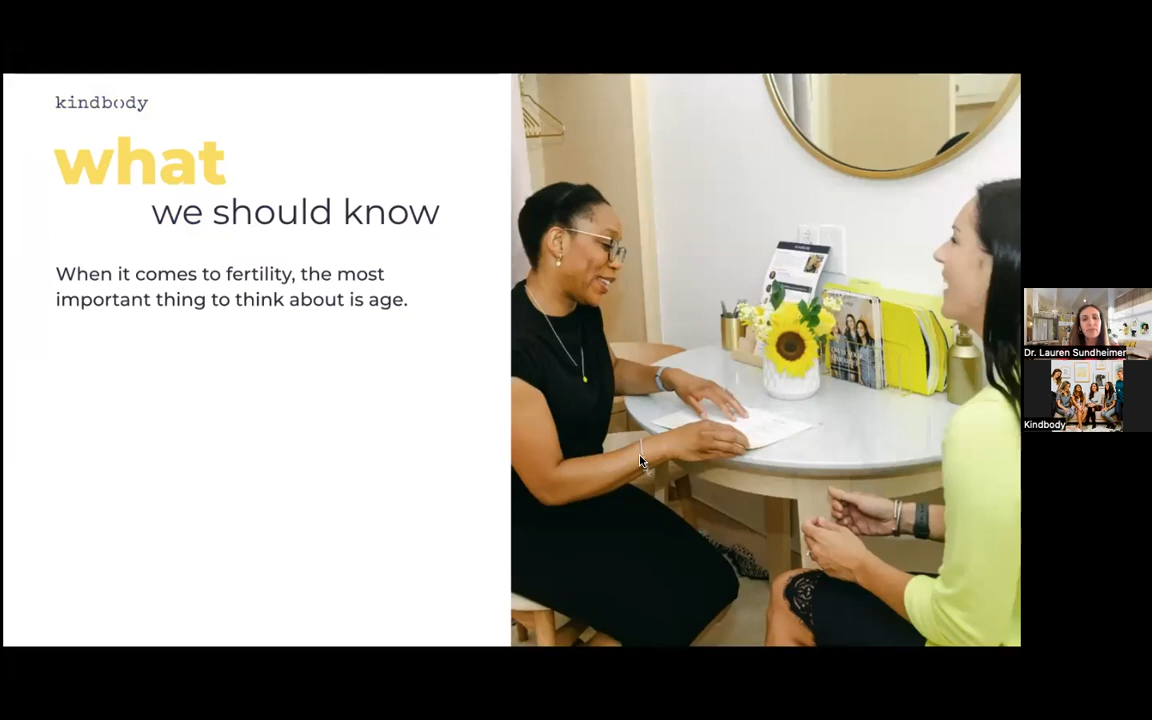 kindbody
what
we should know
When it comes to fertility, the most
important thing to think about is age.
Dr. Lauren Sundheimer
Kindbody